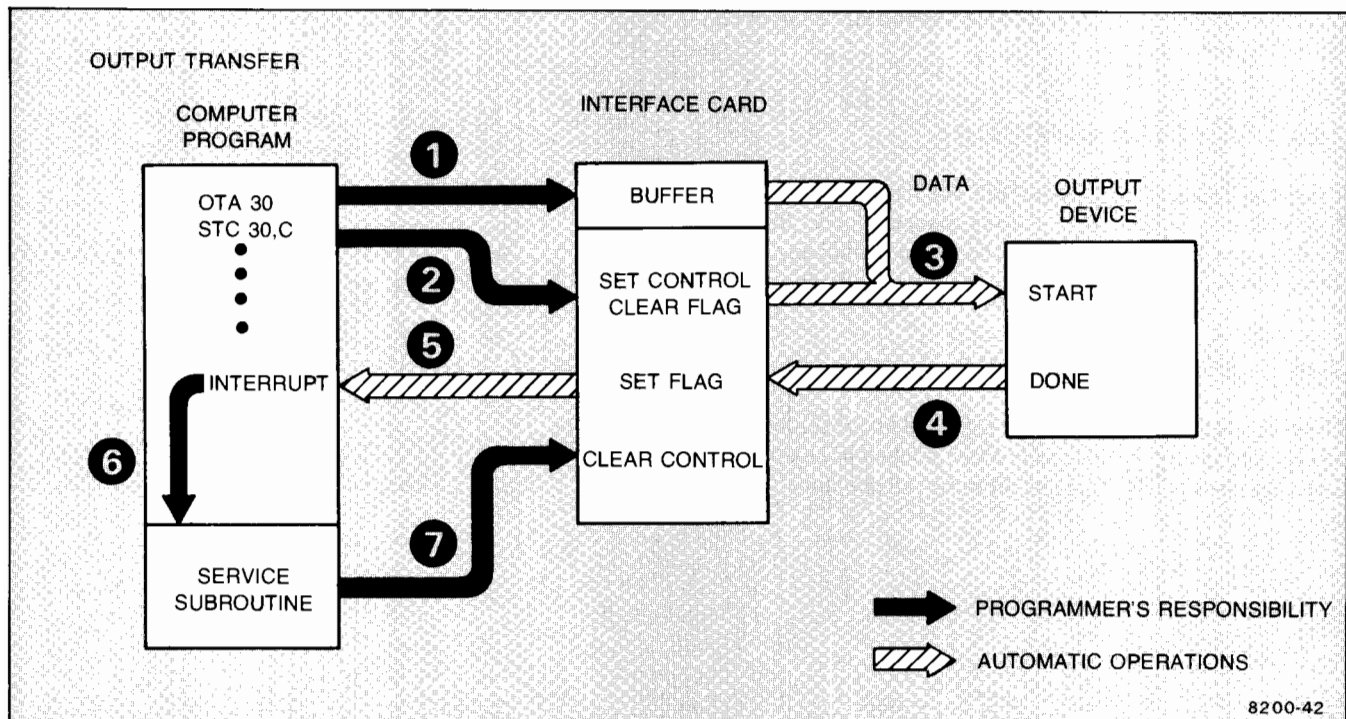 OUTPUT TRANSFER
COMPUTER
PROGRAM
OTA 30
STC 30,C
INTERRUPT
SERVICE
SUBROUTINE
1
2
5
6
7
INTERFACE CARD
BUFFER
SET CONTROL
CLEAR FLAG
SET FLAG
CLEAR CONTROL
DATA
3
4
OUTPUT
DEVICE
START
DONE
PROGRAMMER'S RESPONSIBILITY
AUTOMATIC OPERATIONS
8200-42